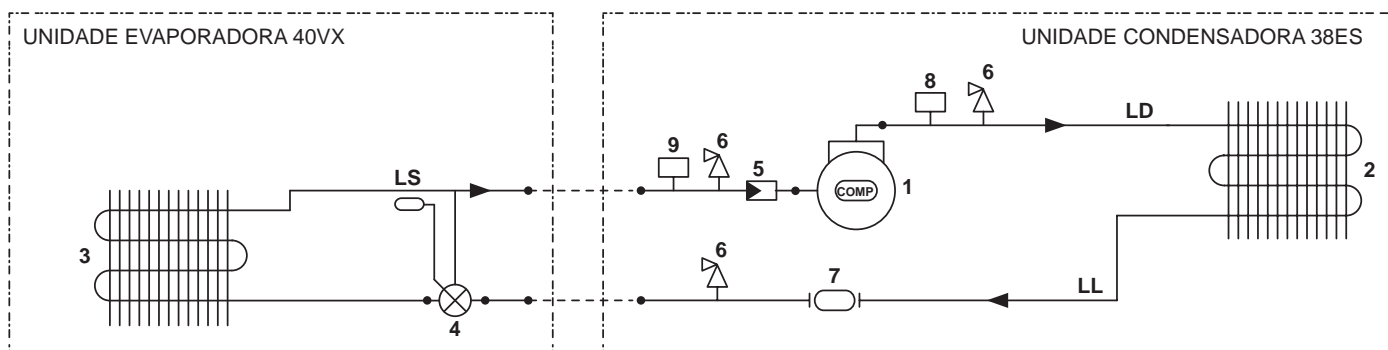 UNIDADE EVAPORADORA 40VX
UNIDADE CONDENSADORA 38ES
8
6
LD
9
6
5
COMP
1
2
LS
3
6
7
LL
4